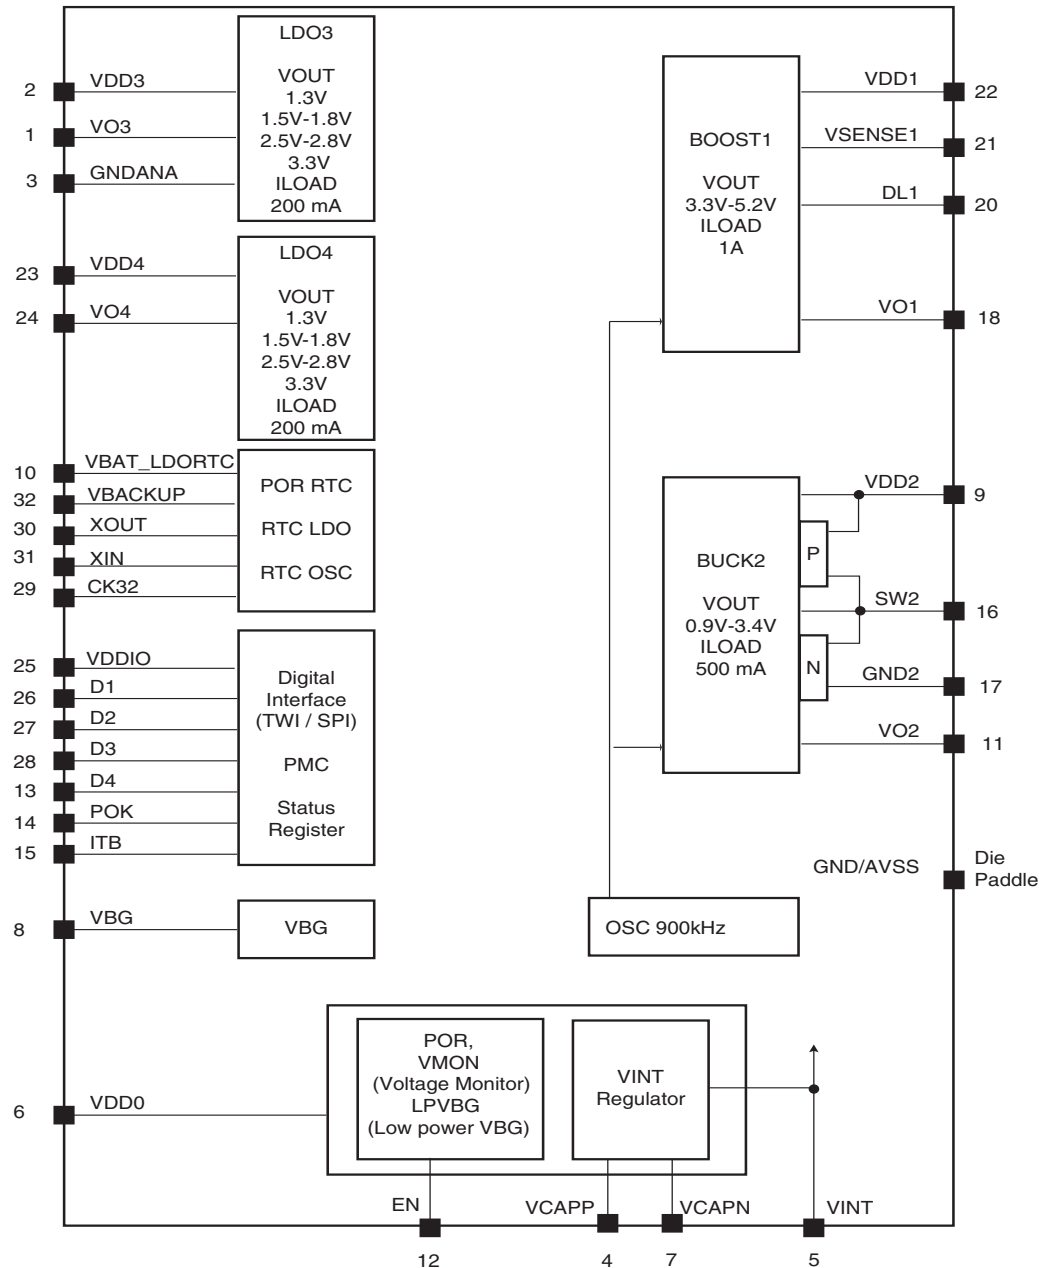 LDO3
VOUT
1.3V
1.5V-1.8V
2.5V-2.8V
3.3V
ILOAD
200 mA
2
VDD3
1
VO3
3
GNDANA
LDO4
VOUT
1.3V
1.5V-1.8V
2.5V-2.8V
3.3V
ILOAD
200 mA
23
VDD4
24
VO4
10
VBAT_LDORTC
32
VBACKUP
30
XOUT
31
XIN
29
CK32
POR RTC
RTC LDO
RTC OSC
25
VDDIO
26
D1
27
D2
28
D3
13
D4
14
POK
15
ITB
Digital
Interface
(TWI / SPI)
PMC
Status
Register
8
VBG
VBG
BOOST1
VOUT
3.3V-5.2V
ILOAD
1A
VDD1
22
VSENSE1
21
DL1
20
VO1
18
BUCK2
VOUT
0.9V-3.4V
ILOAD
500 mA
P
N
VDD2
9
SW2
16
GND2
17
VO2
11
GND/AVSS
Die
Paddle
OSC 900kHz
6
VDD0
POR,
VMON
(Voltage Monitor)
LPVBG
(Low power VBG)
VINT
Regulator
EN
12
VCAPP
4
VCAPN
7
VINT
5